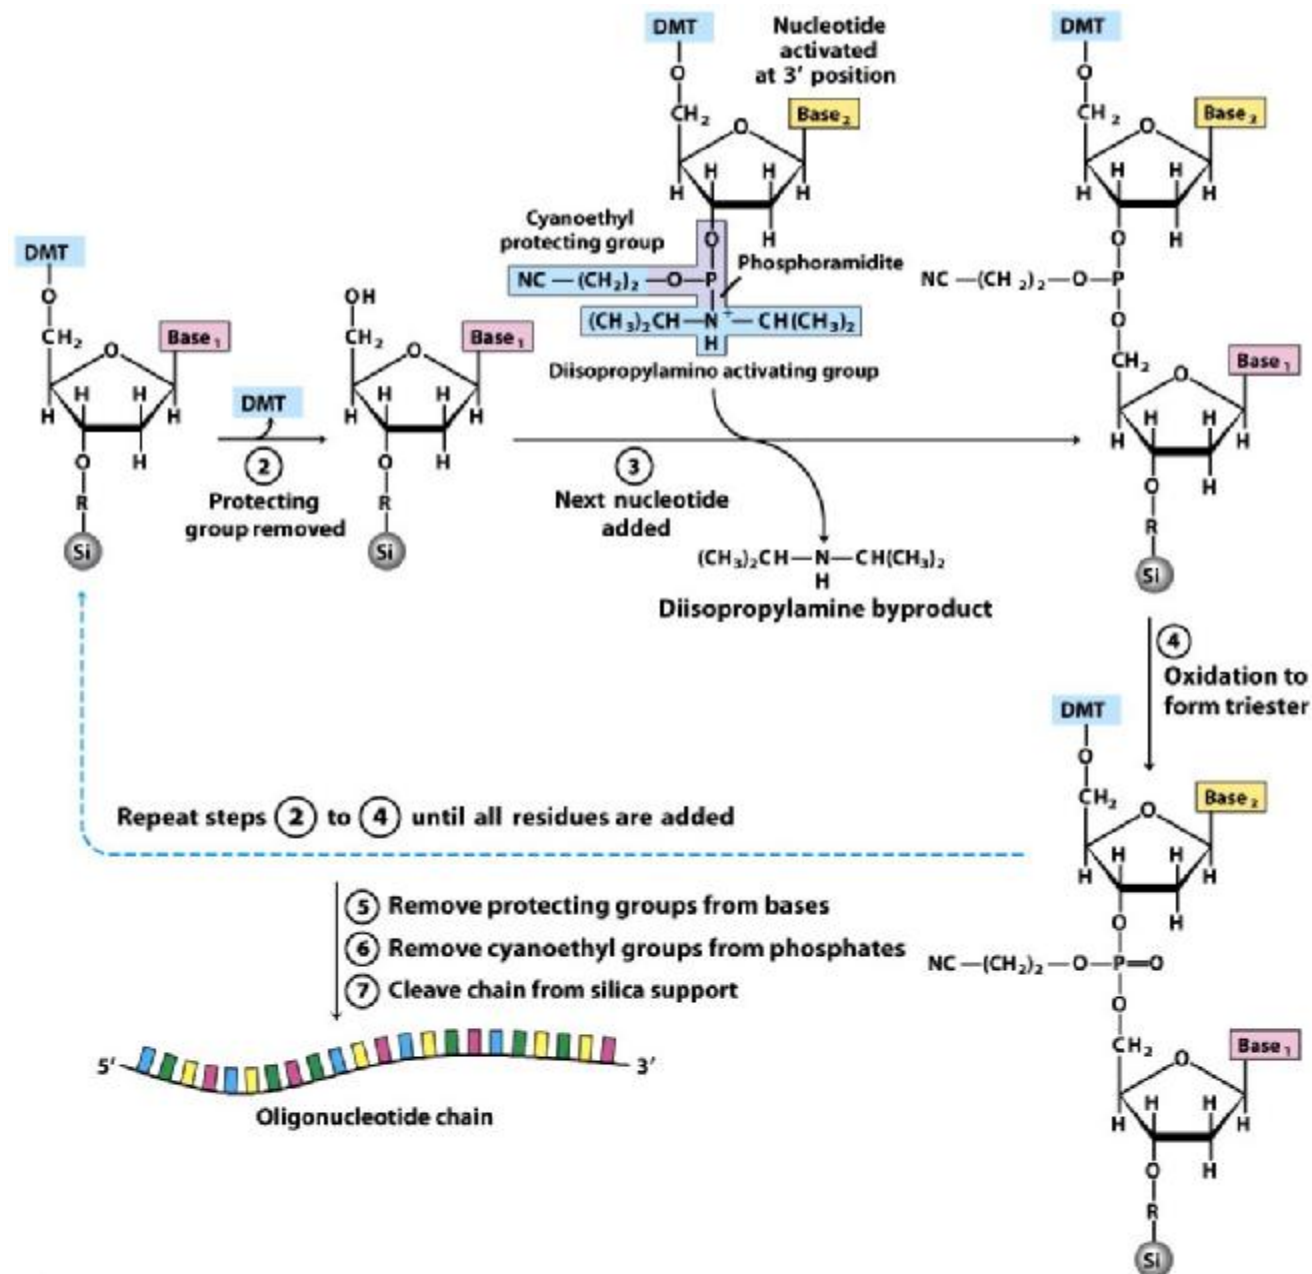 DMT
O
CH₂
O
Base₁
H
H
H
H
H
O
R
Si
DMT
2
Protecting
group removed
OH
CH₂
O
Base₁
H
H
H
H
H
O
R
Si
DMT
Nucleotide
activated
at 3′ position
O
CH₂
O
Base₂
H
H
H
H
H
Cyanoethyl
protecting group
O
Phosphoramidite
NC—(CH₂)₂—O—P
(CH₃)₂CH—N⁺—CH(CH₃)₂
H
Diisopropylamino activating group
3
Next nucleotide
added
(CH₃)₂CH—N—CH(CH₃)₂
H
Diisopropylamine byproduct
DMT
O
CH₂
O
Base₂
H
H
H
H
H
O
NC—(CH₂)₂—O—P
O
CH₂
O
Base₁
H
H
H
H
H
O
R
Si
4
Oxidation to
form triester
DMT
O
CH₂
O
Base₂
H
H
H
H
H
O
NC—(CH₂)₂—O—P=O
O
CH₂
O
Base₁
H
H
H
H
H
O
R
Si
Repeat steps 2 to 4 until all residues are added
5 Remove protecting groups from bases
6 Remove cyanoethyl groups from phosphates
7 Cleave chain from silica support
5′ 3′
Oligonucleotide chain